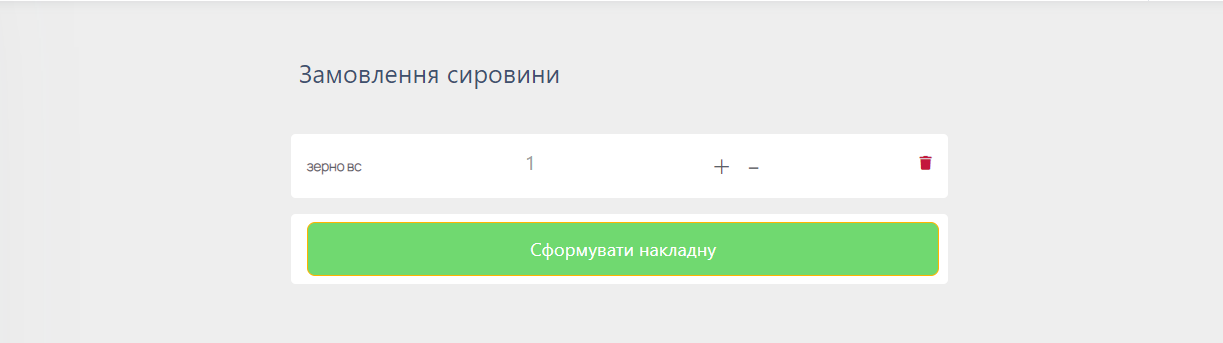 Замовлення сировини
зерно вс 1 + −
Сформувати накладну